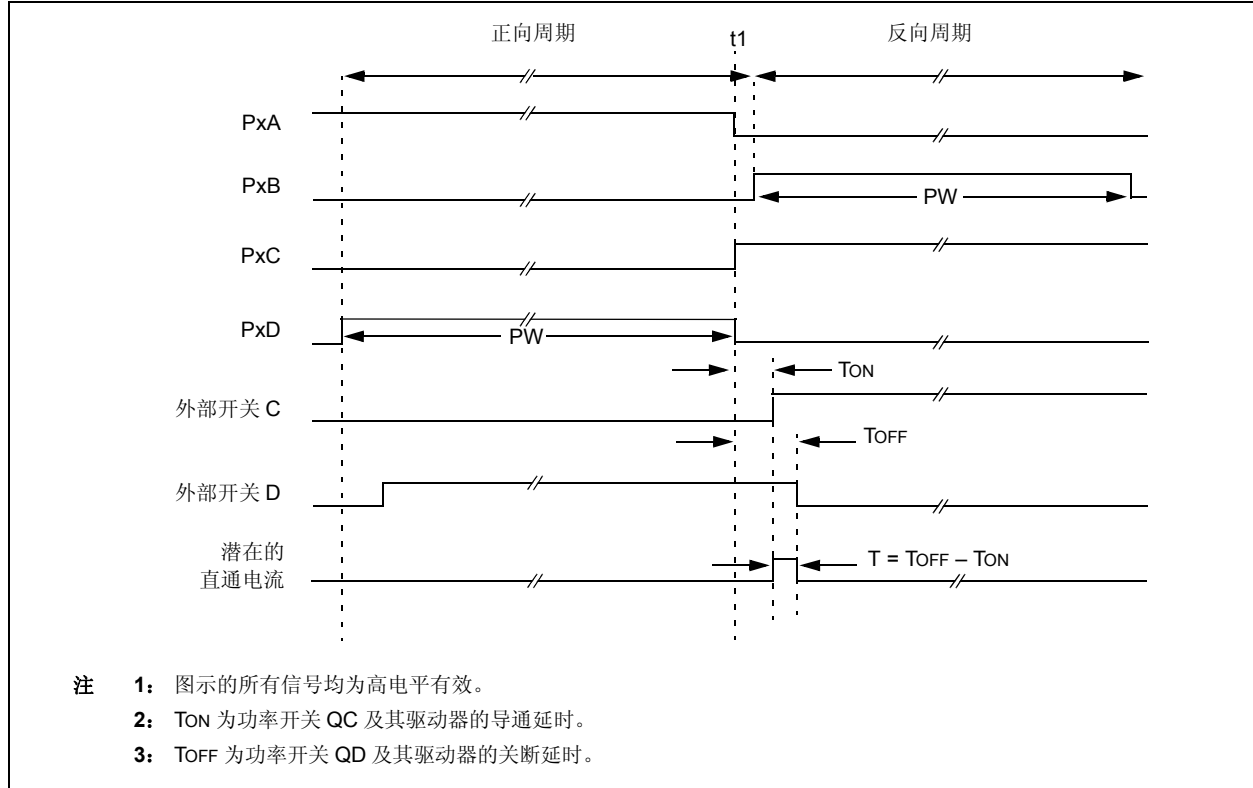 正向周期
t1
反向周期
PxA
PxB
PW
PxC
PxD
PW
TON
外部开关 C
TOFF
外部开关 D
潜在的
直通电流
T = TOFF – TON
注 1： 图示的所有信号均为高电平有效。
2： TON 为功率开关 QC 及其驱动器的导通延时。
3： TOFF 为功率开关 QD 及其驱动器的关断延时。